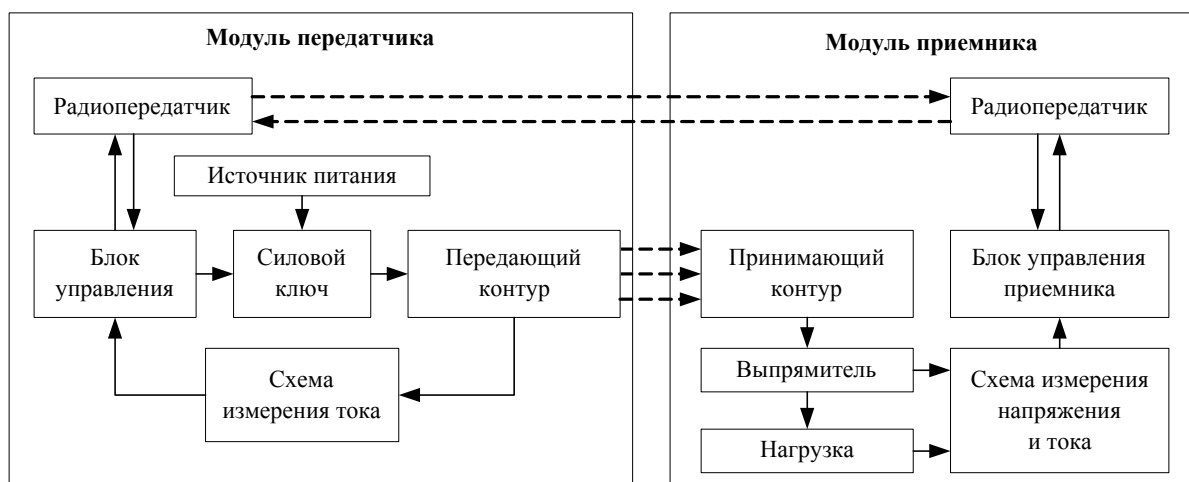 Модуль передатчика
Радиопередатчик
Источник питания
Блок
управления
Силовой
ключ
Передающий
контур
Схема
измерения тока
Модуль приемника
Радиопередатчик
Принимающий
контур
Блок управления
приемника
Выпрямитель
Схема измерения
напряжения
и тока
Нагрузка